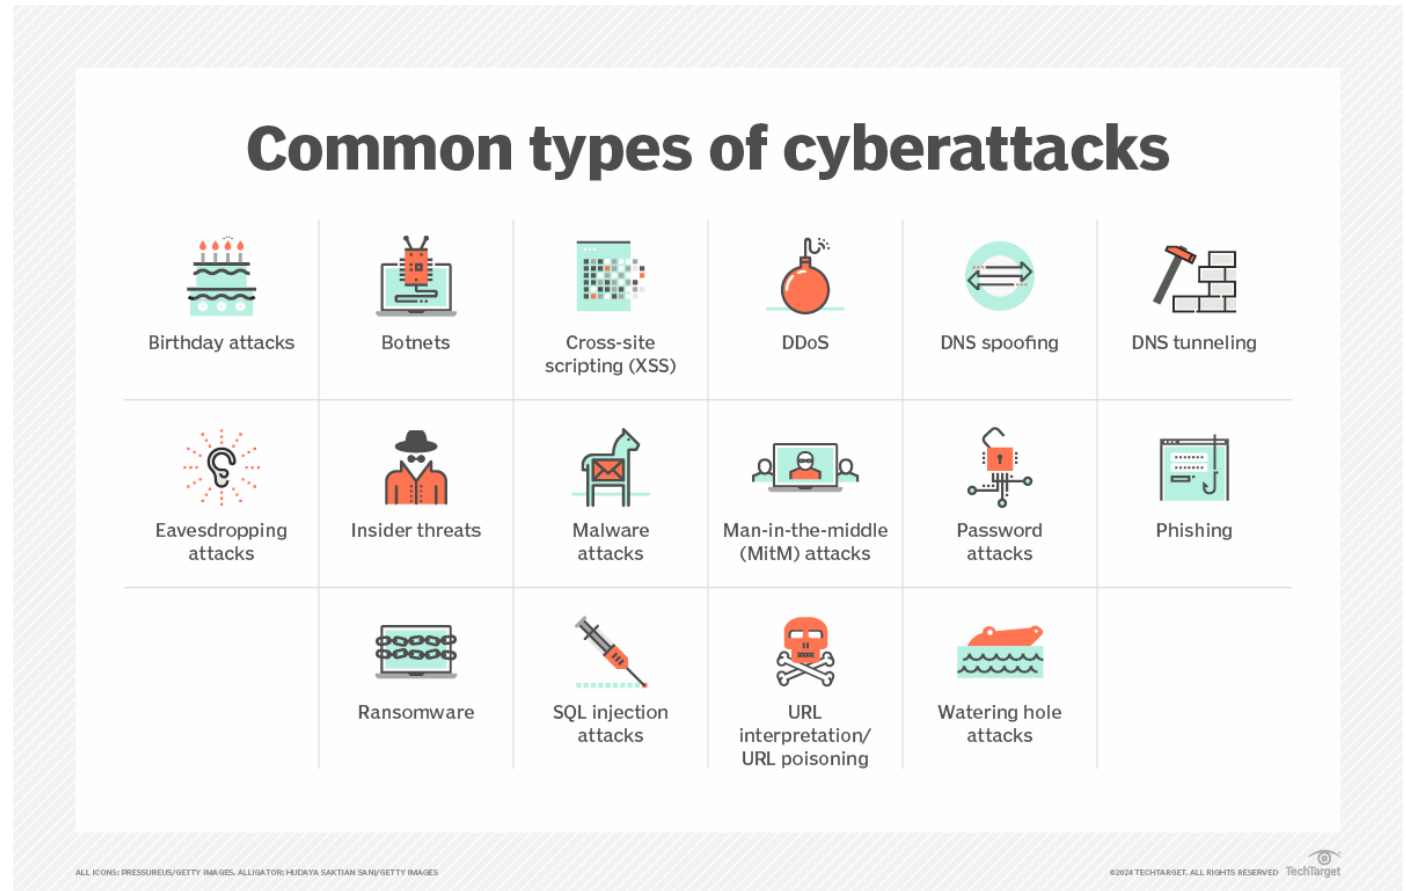 Common types of cyberattacks
Birthday attacks
Botnets
Cross-site
scripting (XSS)
DDoS
DNS spoofing
DNS tunneling
Eavesdropping
attacks
Insider threats
Malware
attacks
Man-in-the-middle
(MitM) attacks
Password
attacks
Phishing
Ransomware
SQL injection
attacks
URL
interpretation/
URL poisoning
Watering hole
attacks
ALL ICONS: PRESSUREUS/GETTY IMAGES. ALLIGATOR: HUDAYA SAKTIAN SANI/GETTY IMAGES
©2024 TECHTARGET. ALL RIGHTS RESERVED
TechTarget